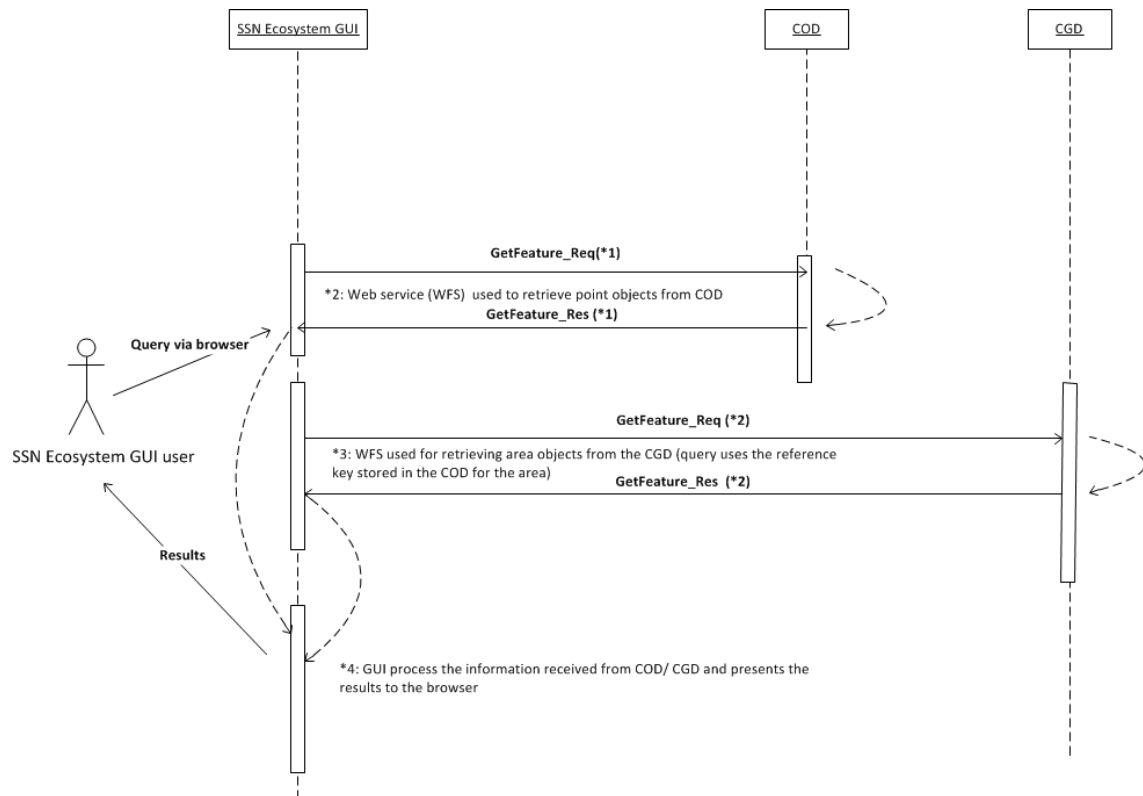 SSN Ecosystem GUI
COD
CGD
GetFeature_Req(*1)
*2: Web service (WFS) used to retrieve point objects from COD
GetFeature_Res (*1)
Query via browser
SSN Ecosystem GUI user
GetFeature_Req (*2)
*3: WFS used for retrieving area objects from the CGD (query uses the reference
key stored in the COD for the area)
GetFeature_Res (*2)
Results
*4: GUI process the information received from COD/ CGD and presents the
results to the browser